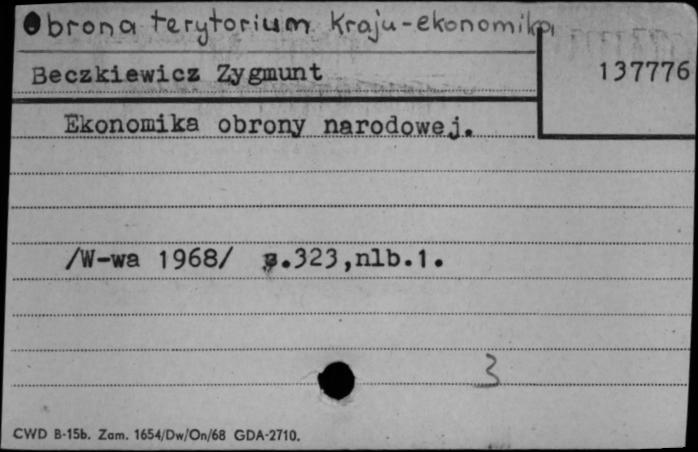 Obrona terytorium Kraju-ekonomika
Beczkiewicz Zygmunt
137776
Ekonomika obrony narodowej.
/W-wa 1968/ s.323,nlb.1.
3
CWD B-15b. Zam. 1654/Dw/On/68 GDA-2710.